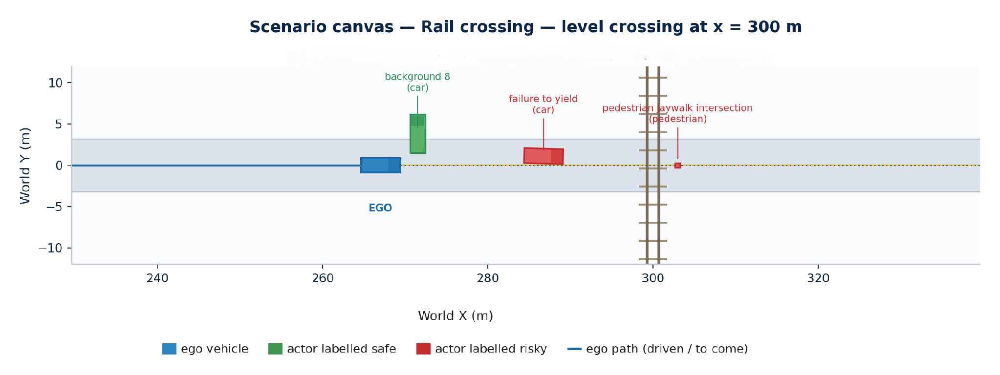 Scenario canvas — Rail crossing — level crossing at x = 300 m
background 8
(car)
failure to yield
(car)
pedestrian jaywalk intersection
(pedestrian)
EGO
World Y (m)
10
5
0
−5
−10
240
260
280
300
320
World X (m)
ego vehicle
actor labelled safe
actor labelled risky
ego path (driven / to come)